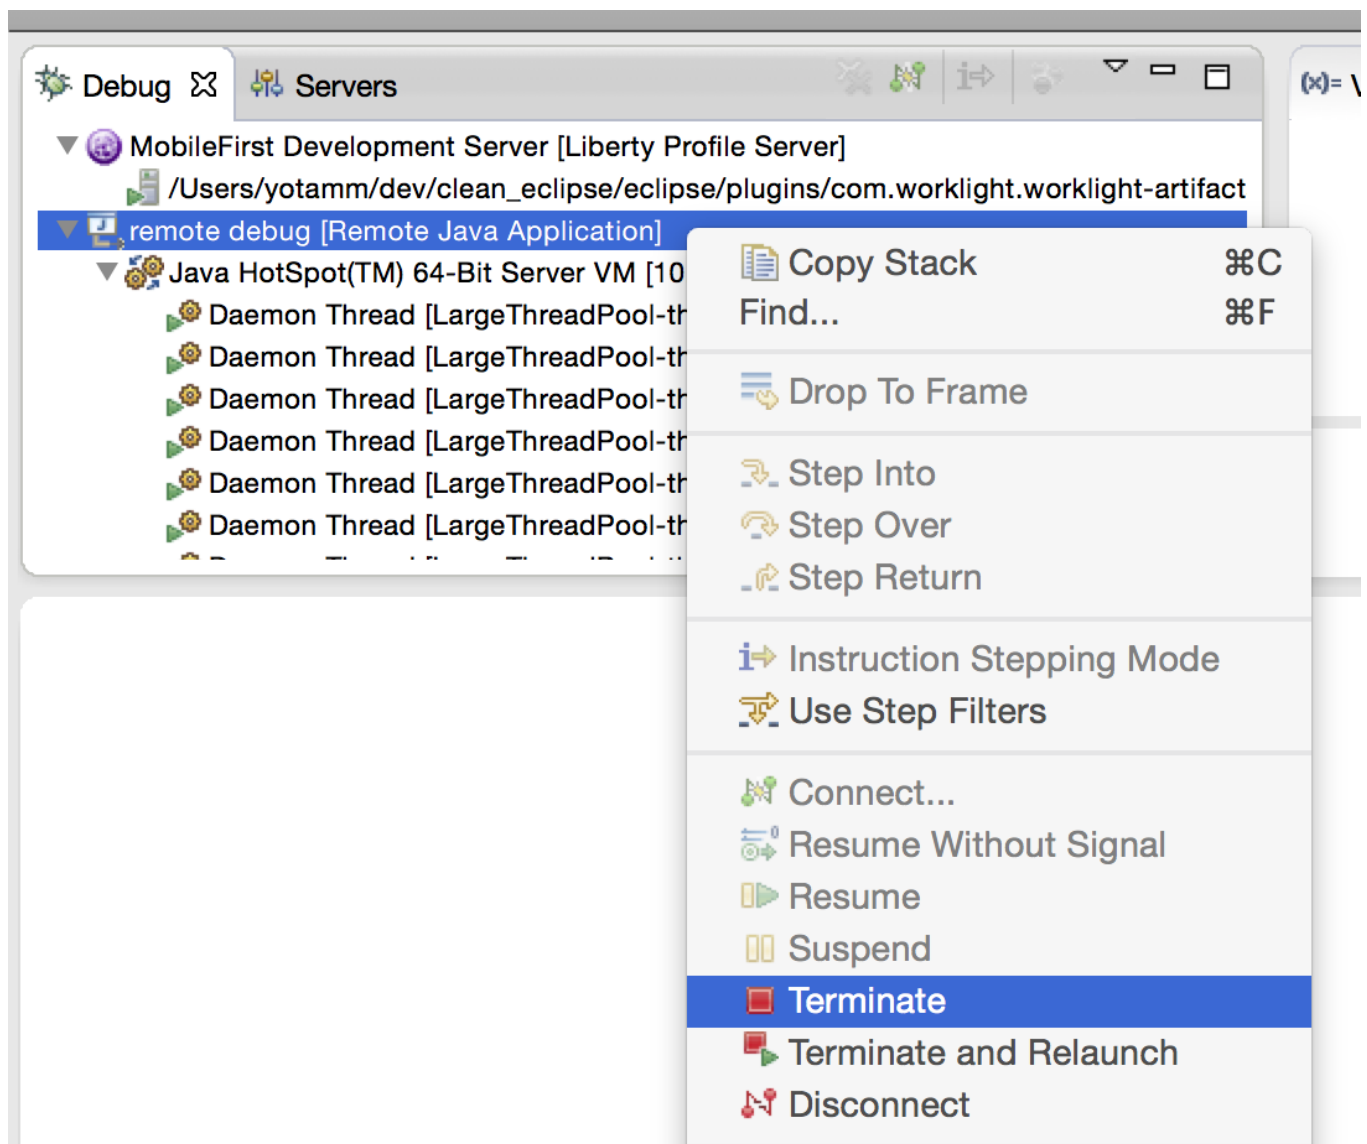 Debug Servers
(x)=
MobileFirst Development Server [Liberty Profile Server]
/Users/yotamm/dev/clean_eclipse/eclipse/plugins/com.worklight.worklight-artifact
remote debug [Remote Java Application]
Java HotSpot(TM) 64-Bit Server VM [10
Daemon Thread [LargeThreadPool-th
Daemon Thread [LargeThreadPool-th
Daemon Thread [LargeThreadPool-th
Daemon Thread [LargeThreadPool-th
Daemon Thread [LargeThreadPool-th
Daemon Thread [LargeThreadPool-th
Copy Stack ⌘C
Find... ⌘F
Drop To Frame
Step Into
Step Over
Step Return
Instruction Stepping Mode
Use Step Filters
Connect...
Resume Without Signal
Resume
Suspend
Terminate
Terminate and Relaunch
Disconnect